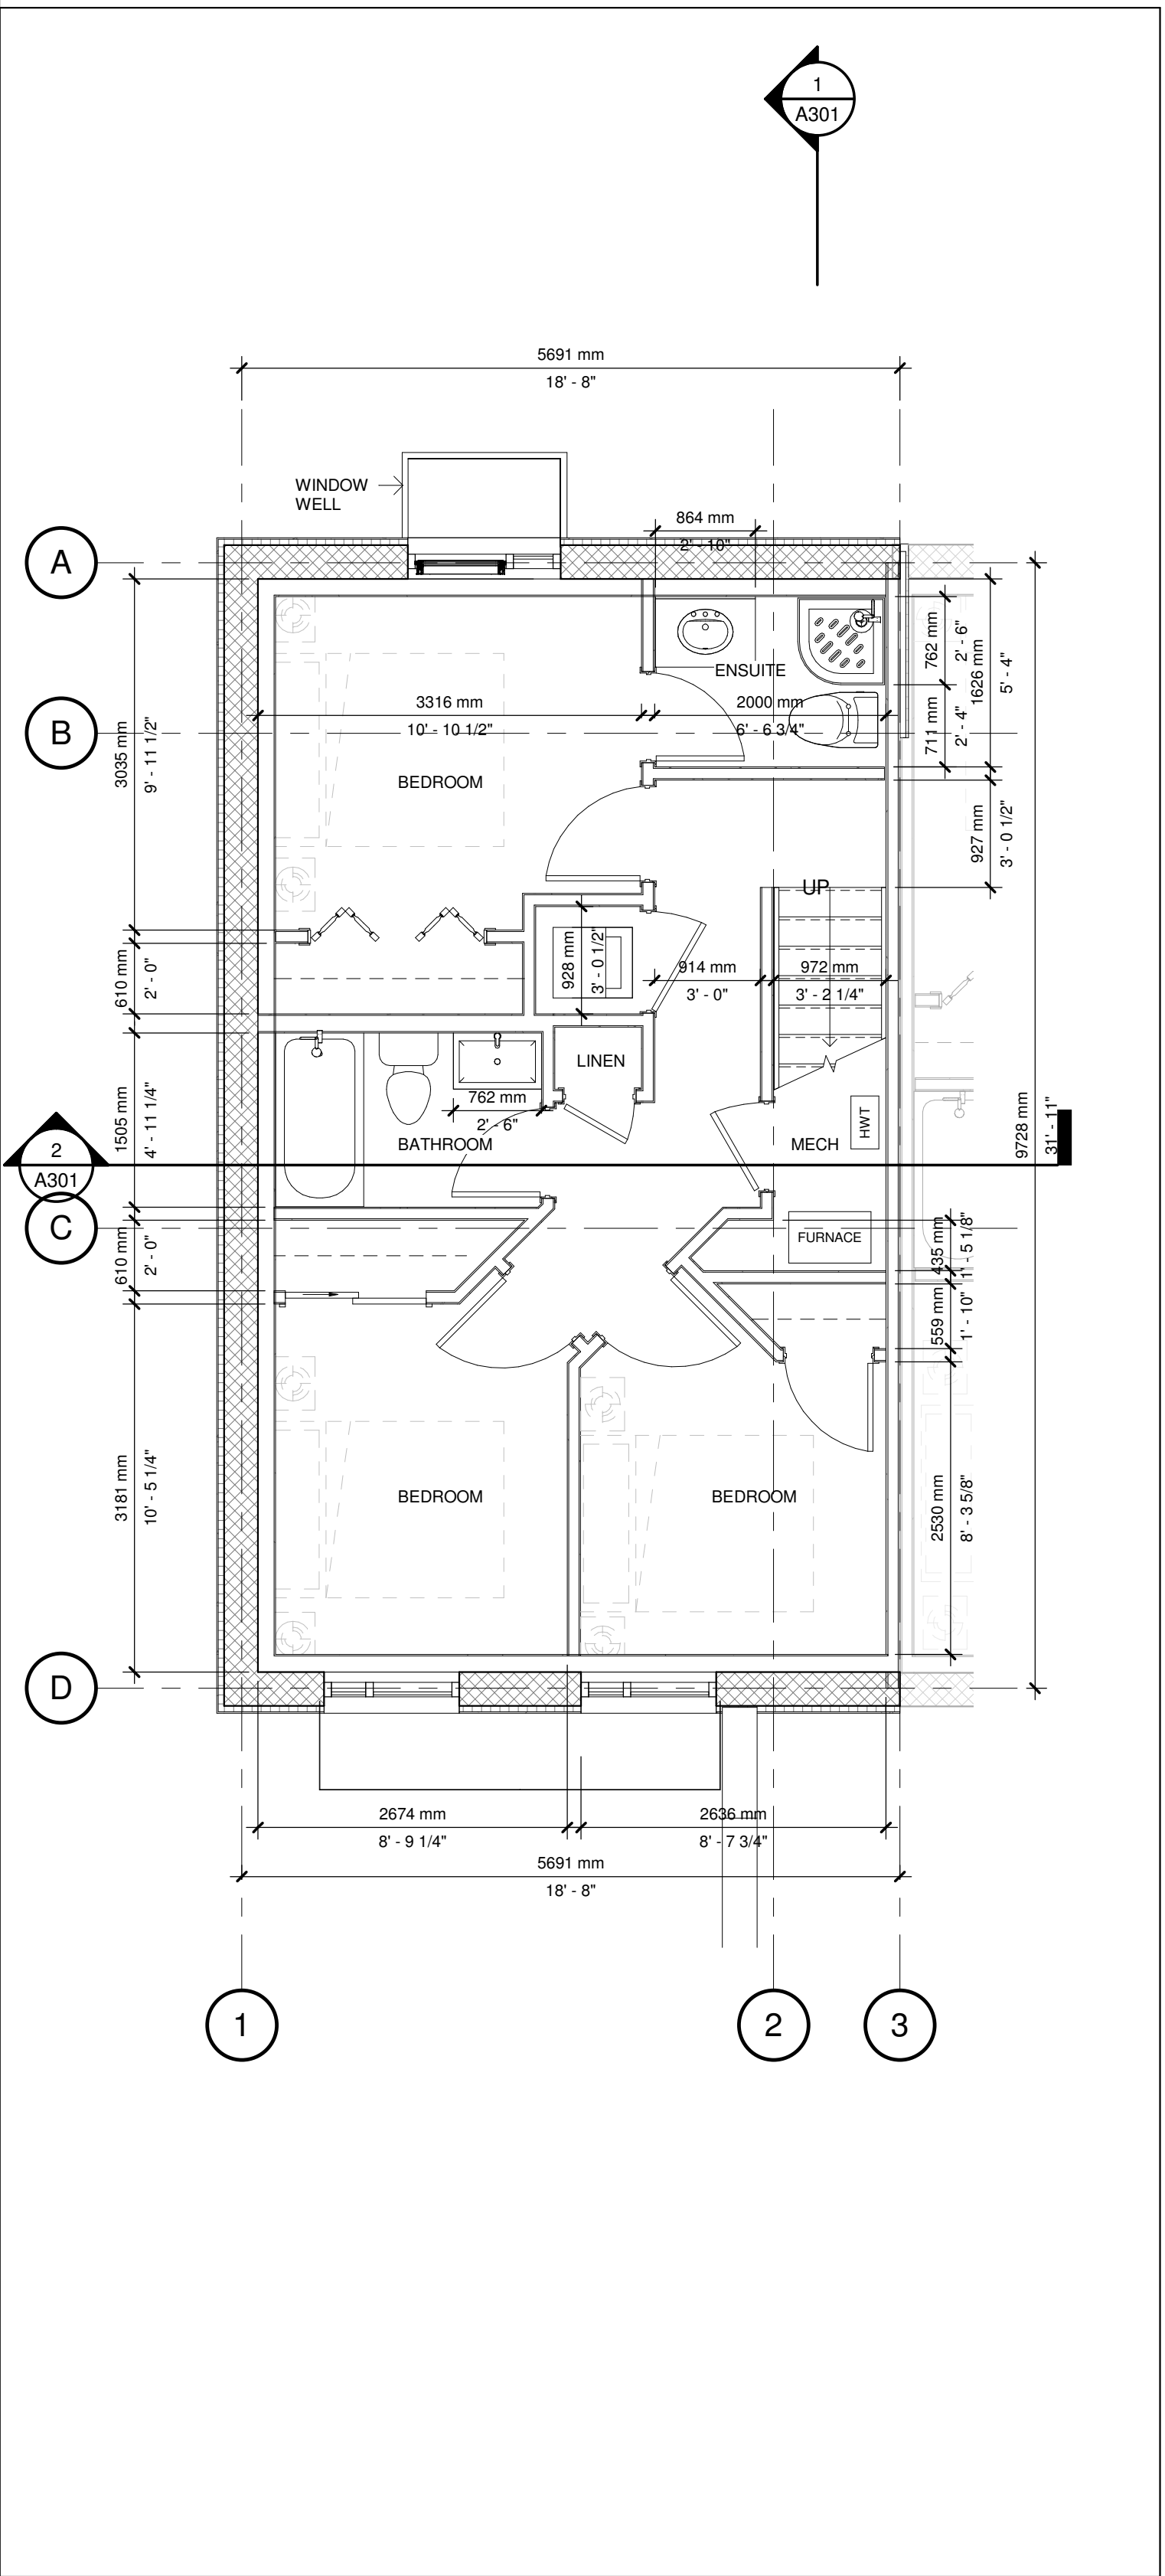 1
A301
5691 mm
18' - 8"
WINDOW
WELL
864 mm
2' - 10"
A
ENSUITE
762 mm
2' - 6"
1626 mm
5' - 4"
3316 mm
10' - 10 1/2"
2000 mm
6' - 6 3/4"
711 mm
2' - 4"
B
3035 mm
9' - 11 1/2"
BEDROOM
927 mm
3' - 0 1/2"
UP
928 mm
3' - 0 1/2"
914 mm
3' - 0"
972 mm
3' - 2 1/4"
610 mm
2' - 0"
LINEN
762 mm
2' - 6"
1505 mm
4' - 11 1/4"
BATHROOM
MECH
HWT
9728 mm
31' - 11"
2
A301
C
FURNACE
435 mm
1' - 5 1/8"
610 mm
2' - 0"
559 mm
1' - 10"
3181 mm
10' - 5 1/4"
BEDROOM
BEDROOM
2530 mm
8' - 3 5/8"
D
2674 mm
8' - 9 1/4"
2636 mm
8' - 7 3/4"
5691 mm
18' - 8"
1
2
3